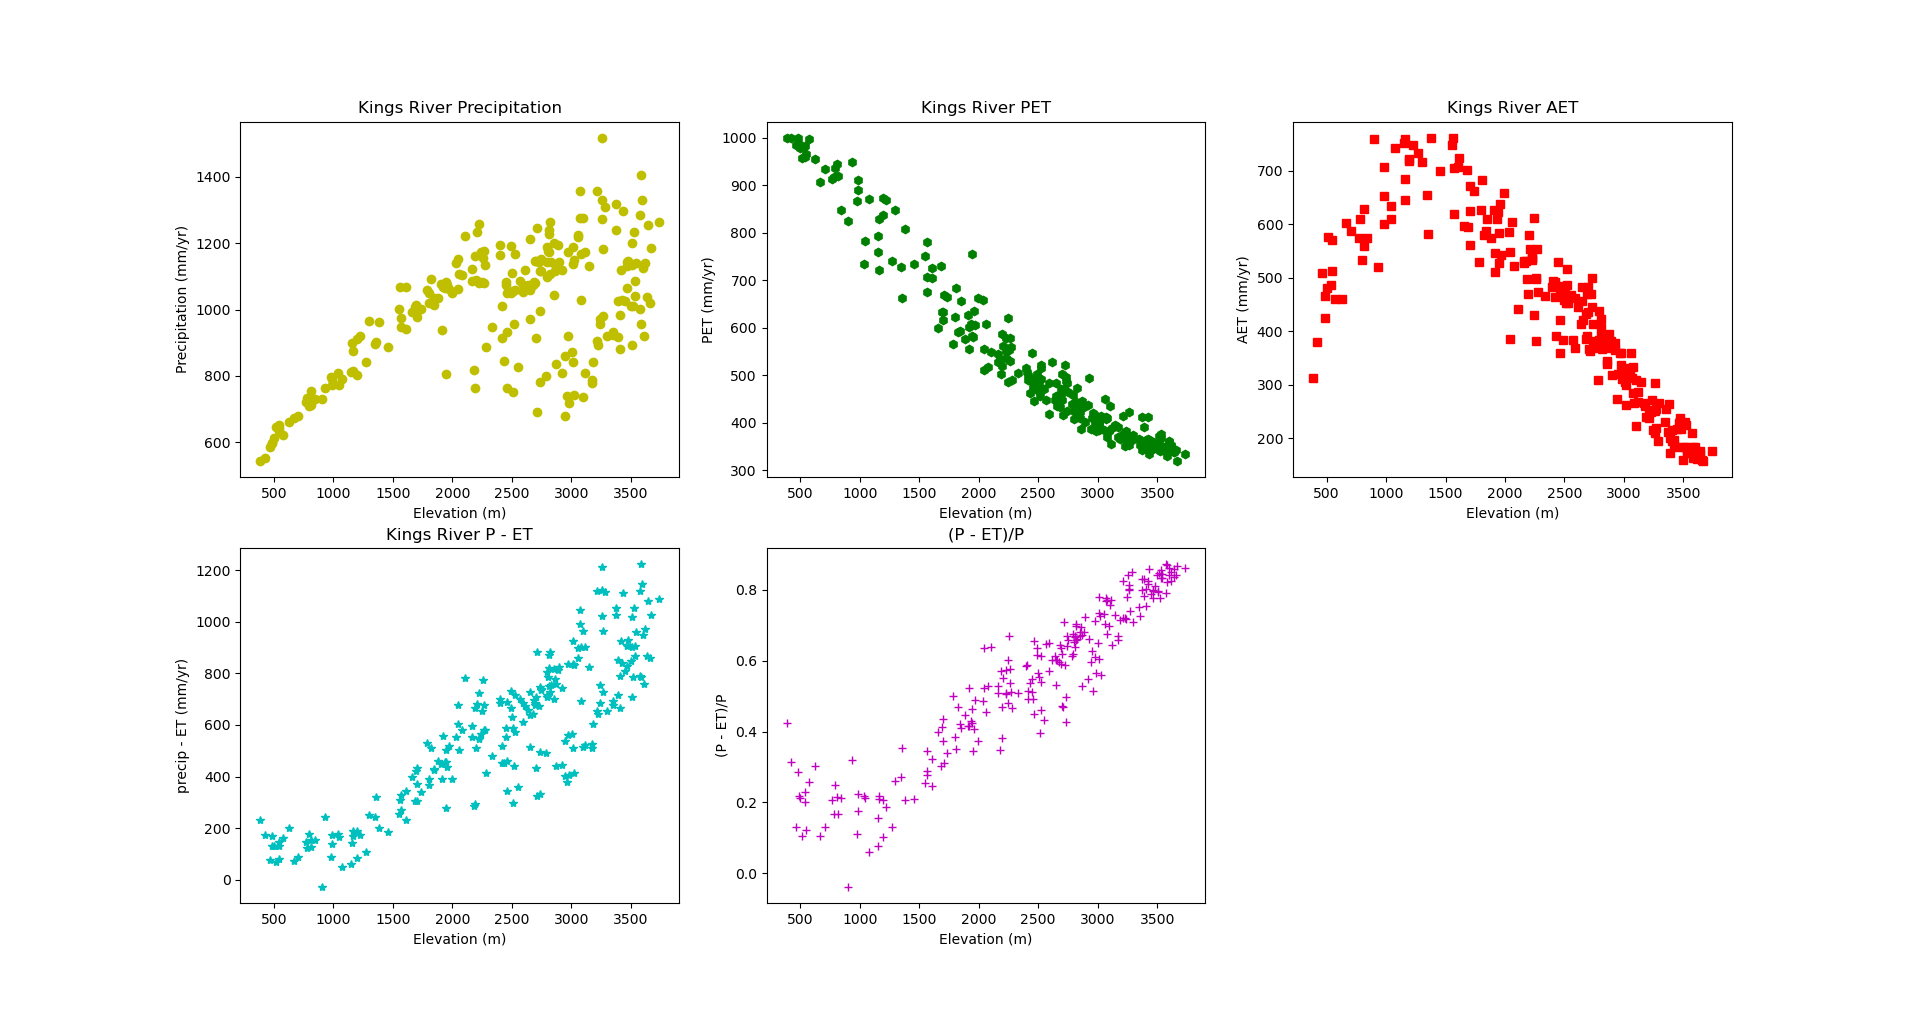 Kings River Precipitation
Precipitation (mm/yr)
1400
1200
1000
800
600
500 1000 1500 2000 2500 3000 3500
Elevation (m)
Kings River PET
PET (mm/yr)
1000
900
800
700
600
500
400
300
500 1000 1500 2000 2500 3000 3500
Elevation (m)
Kings River AET
AET (mm/yr)
700
600
500
400
300
200
500 1000 1500 2000 2500 3000 3500
Elevation (m)
Kings River P - ET
precip - ET (mm/yr)
1200
1000
800
600
400
200
0
500 1000 1500 2000 2500 3000 3500
Elevation (m)
(P - ET)/P
(P - ET)/P
0.8
0.6
0.4
0.2
0.0
500 1000 1500 2000 2500 3000 3500
Elevation (m)